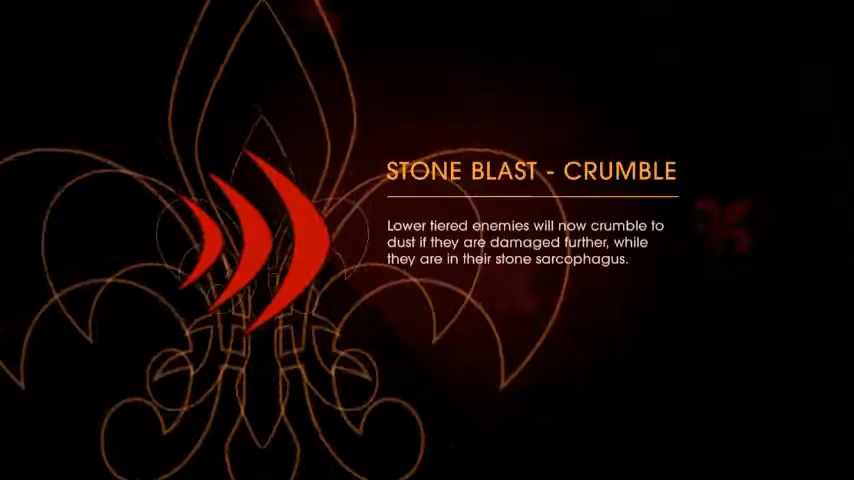 STONE BLAST - CRUMBLE
Lower tiered enemies will now crumble to
dust if they are damaged further, while
they are in their stone sarcophagus.